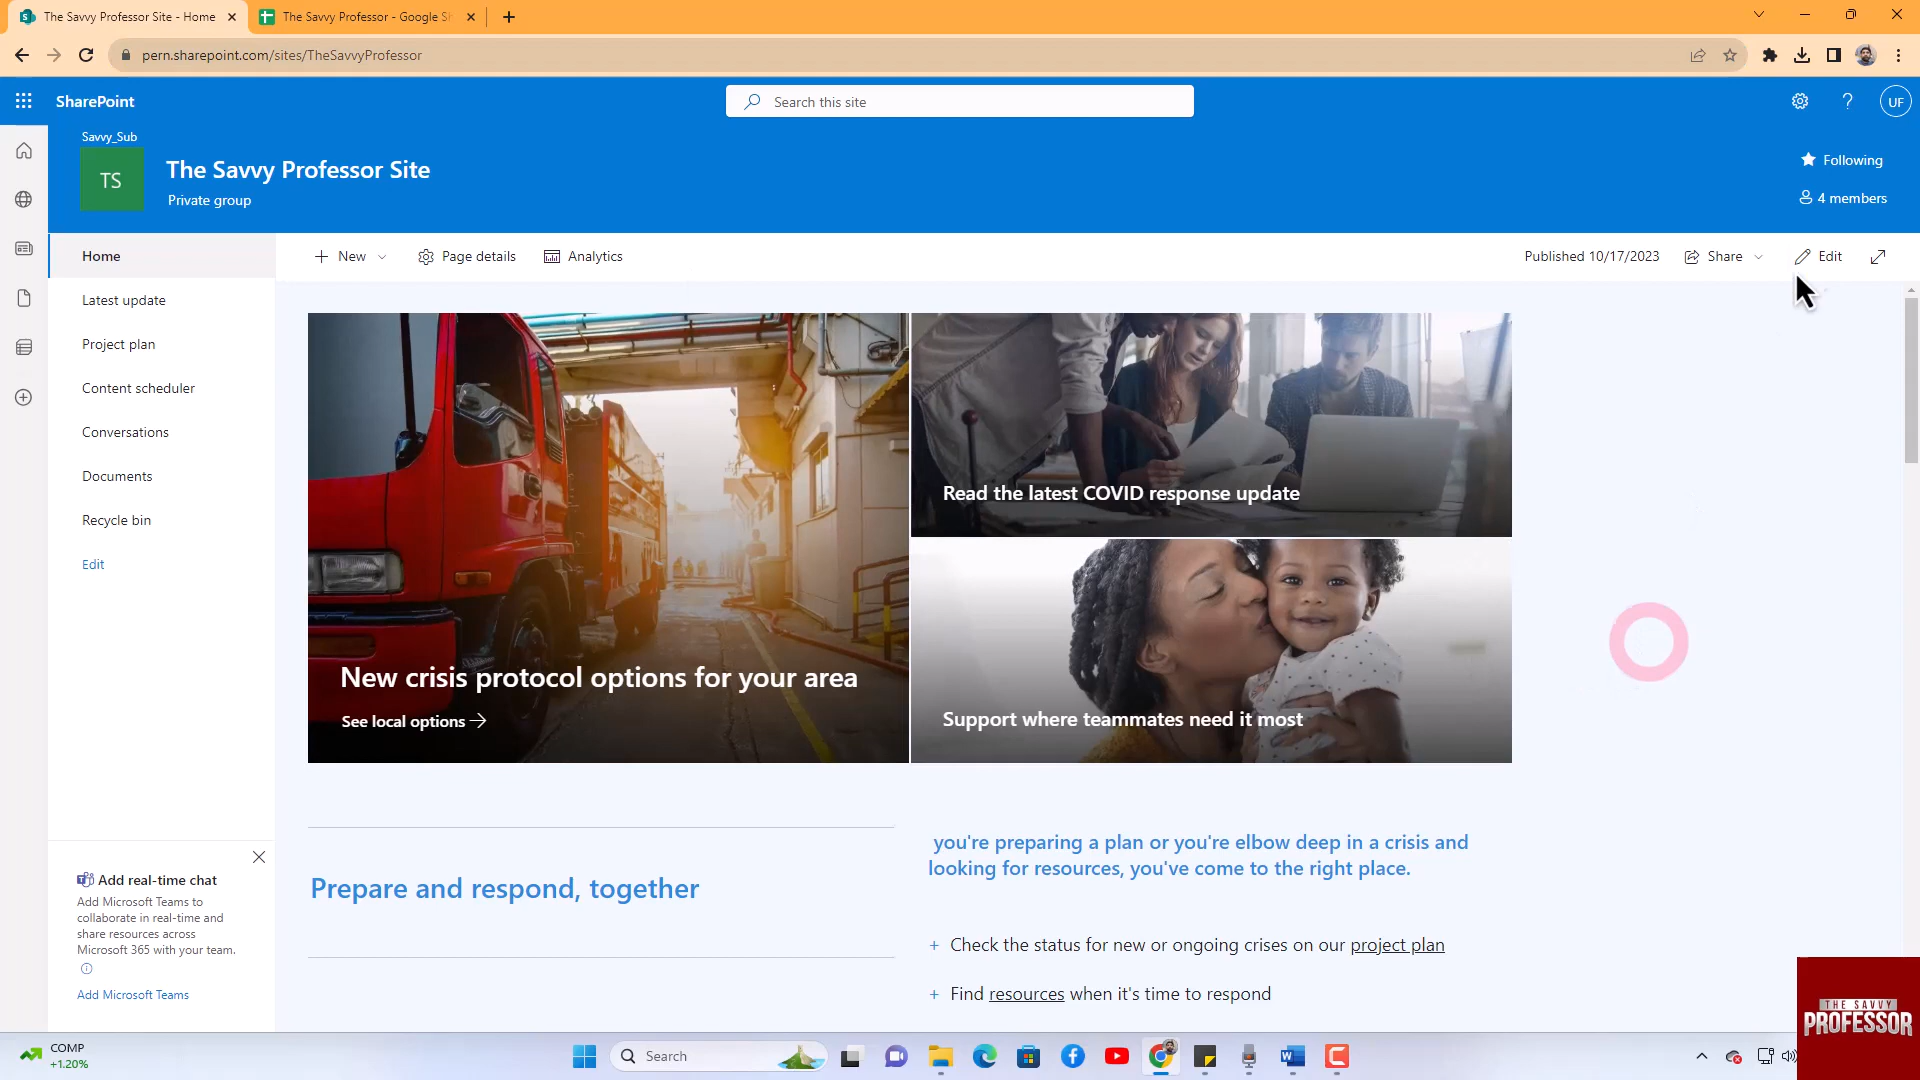 The Savvy Professor Site - Home
The Savvy Professor - Google Sh
pern.sharepoint.com/sites/TheSavvyProfessor
SharePoint
Search this site
UF
Savvy_Sub
TS
The Savvy Professor Site
Private group
Following
4 members
Home
New
Page details
Analytics
Published 10/17/2023
Share
Edit
Latest update
Project plan
Content scheduler
Conversations
Documents
Recycle bin
Edit
New crisis protocol options for your area
See local options
Read the latest COVID response update
Support where teammates need it most
Prepare and respond, together
you're preparing a plan or you're elbow deep in a crisis and
looking for resources, you've come to the right place.
+ Check the status for new or ongoing crises on our project plan
+ Find resources when it's time to respond
Add real-time chat
Add Microsoft Teams to
collaborate in real-time and
share resources across
Microsoft 365 with your team.
Add Microsoft Teams
THE SAVVY
PROFESSOR
COMP
+1.20%
Search